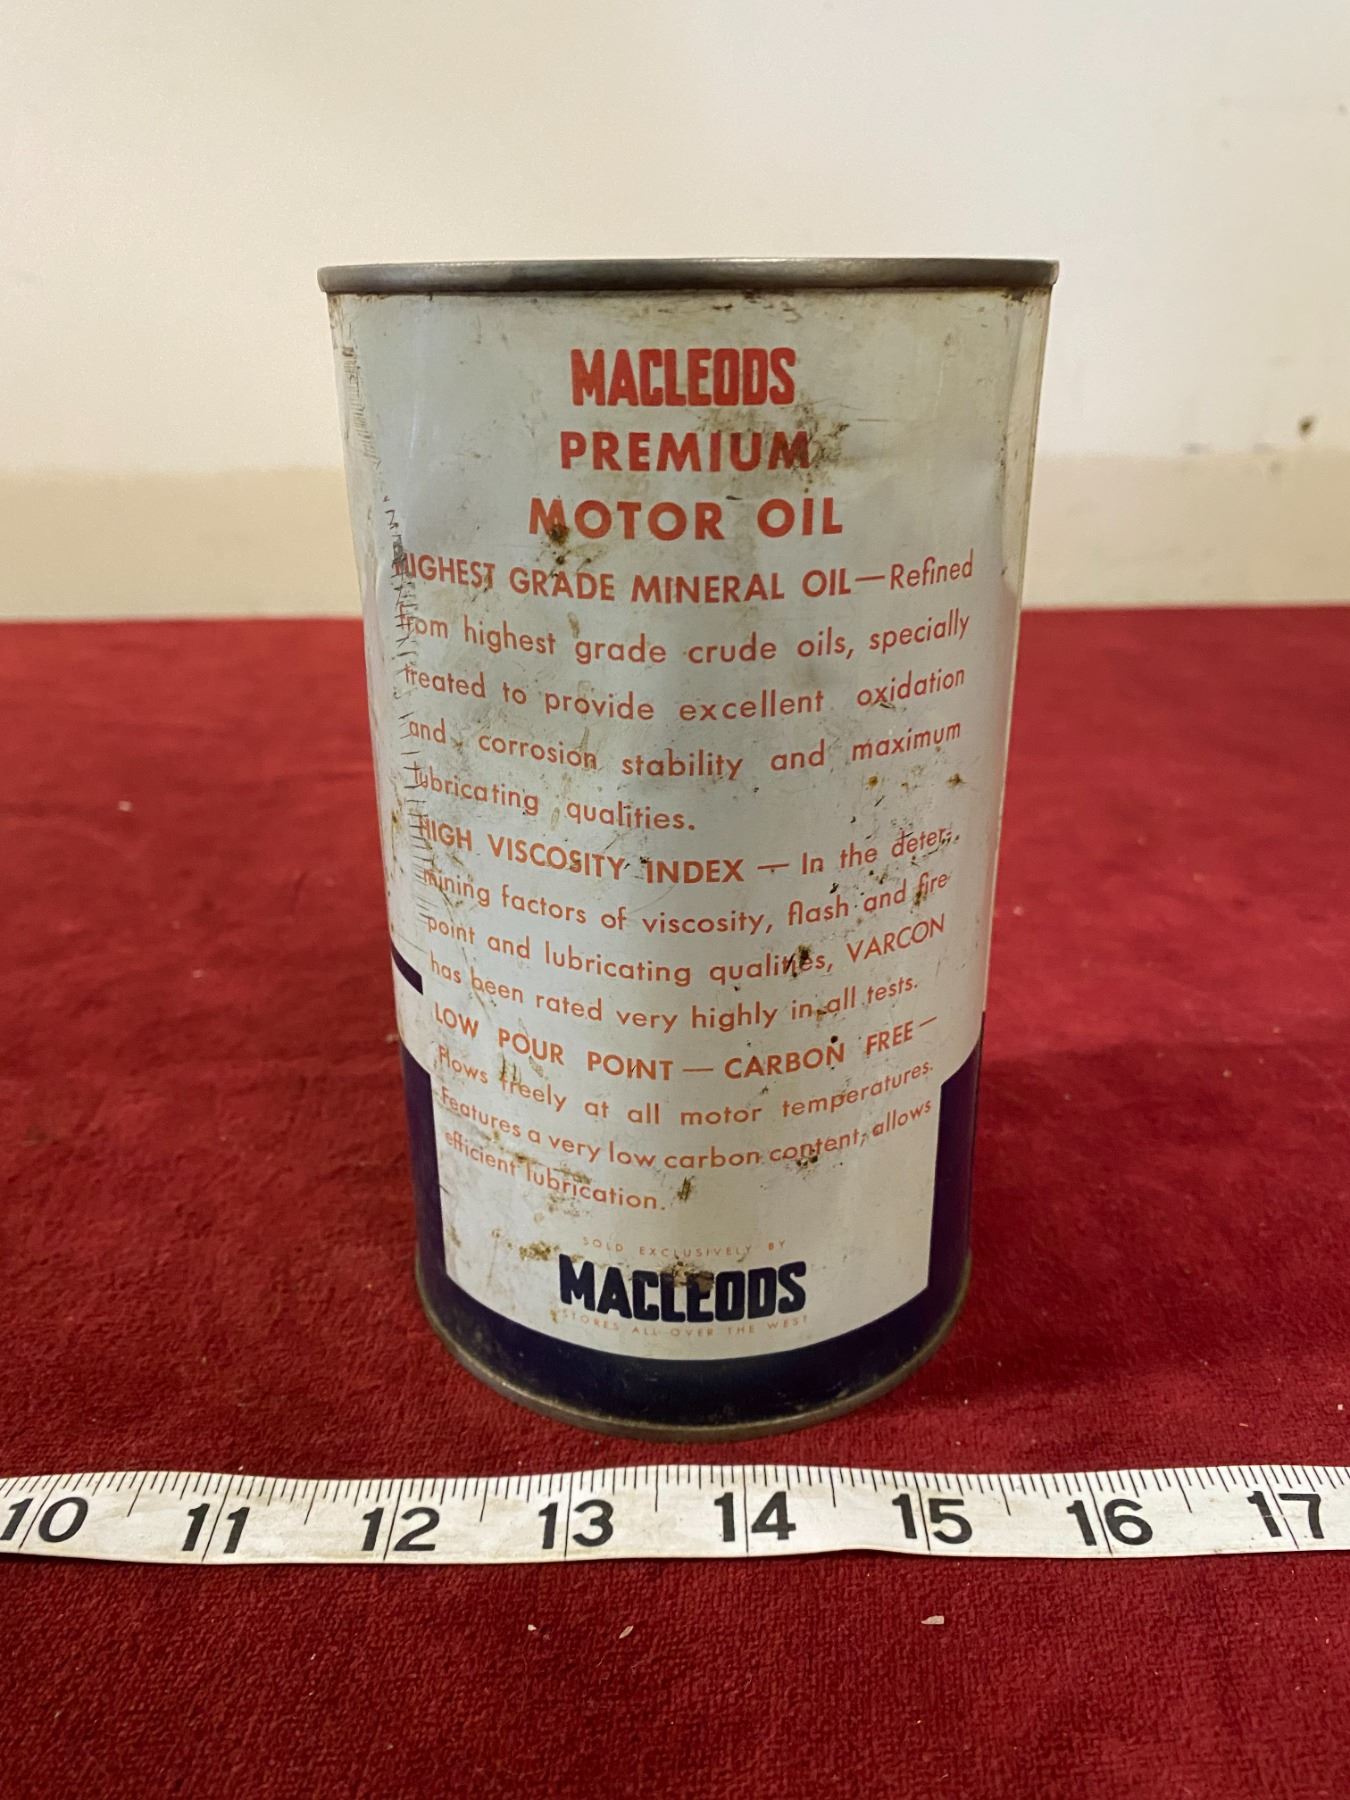 MACLEODS
PREMIUM
MOTOR OIL
HIGHEST GRADE MINERAL OIL—Refined
from highest grade crude oils, specially
treated to provide excellent oxidation
and corrosion stability and maximum
lubricating qualities.
HIGH VISCOSITY INDEX — In the deter-
mining factors of viscosity, flash and fire
point and lubricating qualities, VARCON
has been rated very highly in all tests.
LOW POUR POINT — CARBON FREE —
Flows freely at all motor temperatures.
Features a very low carbon content, allows
efficient lubrication.
SOLD EXCLUSIVELY BY
MACLEODS
STORES ALL OVER THE WEST
10 11 12 13 14 15 16 17